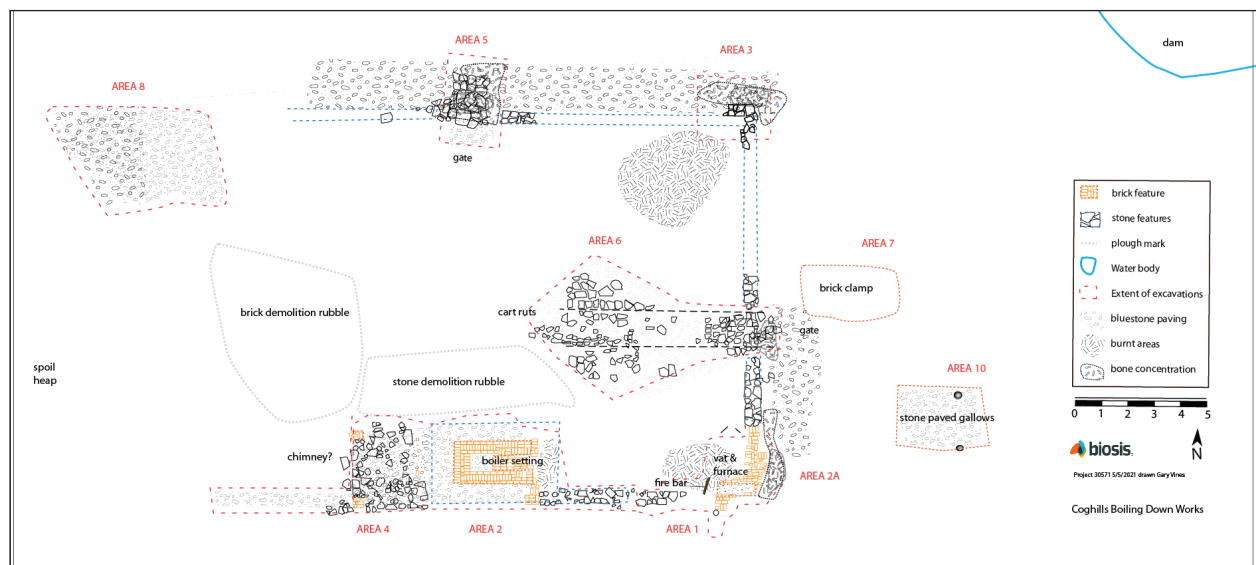 AREA 5
AREA 3
dam
AREA 8
gate
brick feature
stone features
plough mark
Water body
Extent of excavations
bluestone paving
burnt areas
bone concentration
AREA 6
AREA 7
brick clamp
cart ruts
gate
brick demolition rubble
spoil
heap
stone demolition rubble
AREA 10
stone paved gallows
0 1 2 3 4 5
N
biosis.
Project 30571 5/5/2021 drawn Gary Vines
Coghills Boiling Down Works
chimney?
boiler setting
vat &
furnace
fire bar
AREA 2A
AREA 4
AREA 2
AREA 1